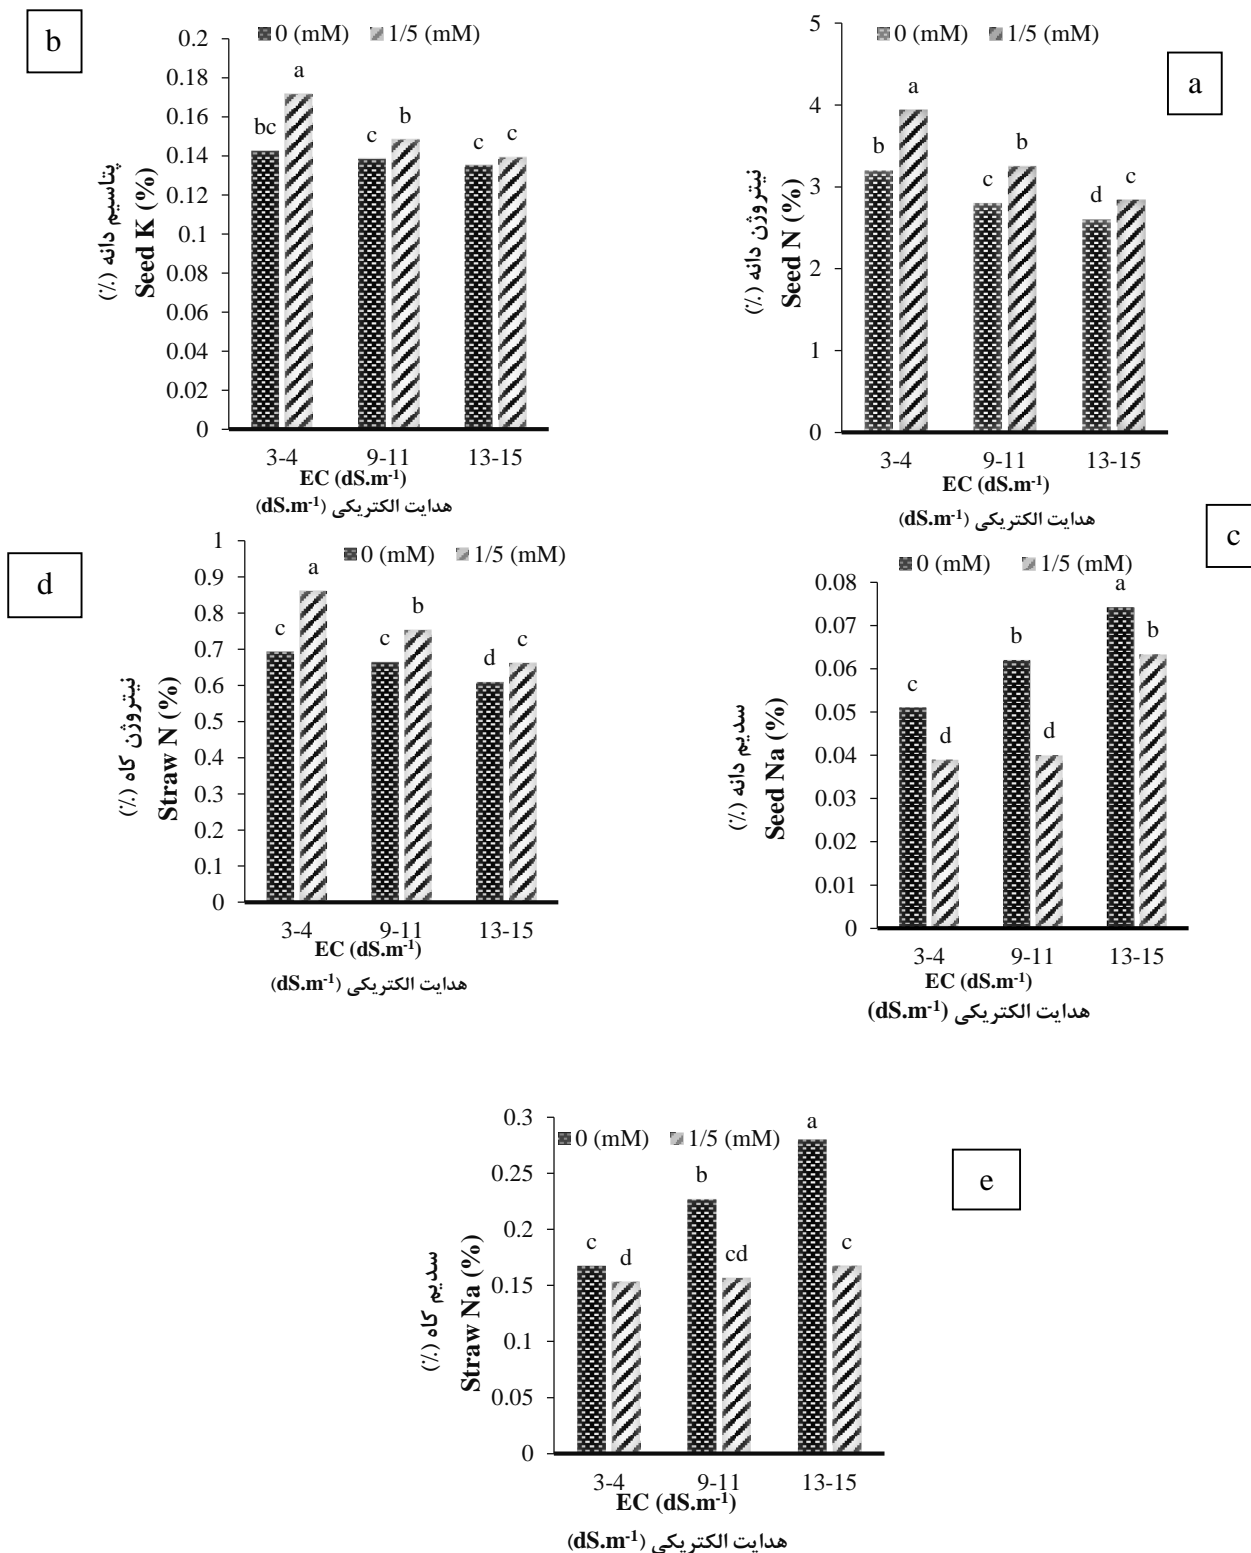 b
0 (mM) 1/5 (mM)
0.2
0.18
0.16
0.14
0.12
0.1
0.08
0.06
0.04
0.02
0
bc
a
c
b
c
c
پتاسیم دانه (٪)
Seed K (%)
3-4 9-11 13-15
EC (dS.m-1)
هدایت الکتریکی (dS.m-1)
a
0 (mM) 1/5 (mM)
5
4
3
2
1
0
b
a
c
b
d
c
نیتروژن دانه (٪)
Seed N (%)
3-4 9-11 13-15
EC (dS.m-1)
هدایت الکتریکی (dS.m-1)
d
0 (mM) 1/5 (mM)
1
0.9
0.8
0.7
0.6
0.5
0.4
0.3
0.2
0.1
0
c
a
c
b
d
c
نیتروژن کاه (٪)
Straw N (%)
3-4 9-11 13-15
EC (dS.m-1)
هدایت الکتریکی (dS.m-1)
c
0 (mM) 1/5 (mM)
0.08
0.07
0.06
0.05
0.04
0.03
0.02
0.01
0
c
d
b
d
a
b
سدیم دانه (٪)
Seed Na (%)
3-4 9-11 13-15
EC (dS.m-1)
هدایت الکتریکی (dS.m-1)
e
0 (mM) 1/5 (mM)
0.3
0.25
0.2
0.15
0.1
0.05
0
c
d
b
cd
a
c
سدیم کاه (٪)
Straw Na (%)
3-4 9-11 13-15
EC (dS.m-1)
هدایت الکتریکی (dS.m-1)